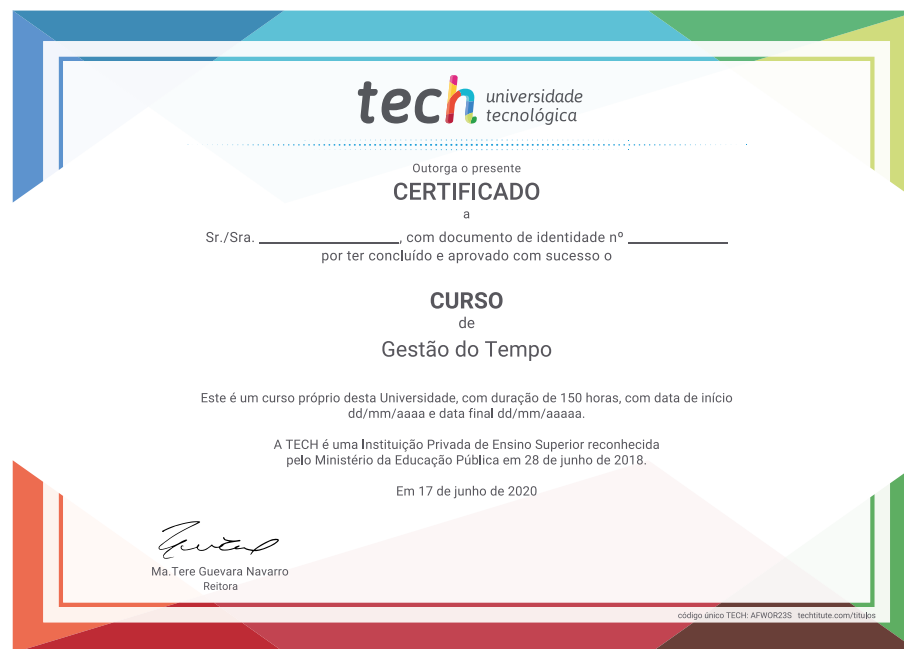 tech universidade
tecnológica
Outorga o presente
CERTIFICADO
a
Sr./Sra. ____________, com documento de identidade nº ____________
por ter concluído e aprovado com sucesso o
CURSO
de
Gestão do Tempo
Este é um curso próprio desta Universidade, com duração de 150 horas, com data de início
dd/mm/aaaa e data final dd/mm/aaaaa.
A TECH é uma Instituição Privada de Ensino Superior reconhecida
pelo Ministério da Educação Pública em 28 de junho de 2018.
Em 17 de junho de 2020
Ma.Tere Guevara Navarro
Reitora
código único TECH: AFWOR23S techtitute.com/titulos